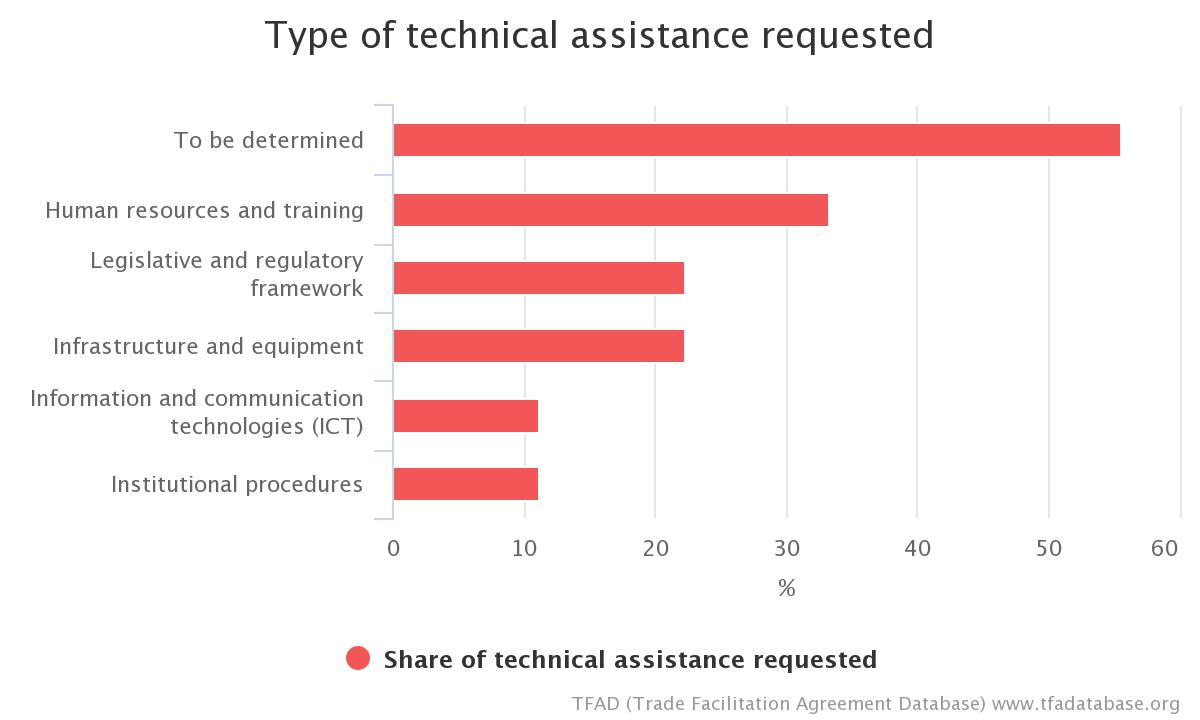 Type of technical assistance requested
To be determined
Human resources and training
Legislative and regulatory
framework
Infrastructure and equipment
Information and communication
technologies (ICT)
Institutional procedures
0 10 20 30 40 50 60
%
Share of technical assistance requested
TFAD (Trade Facilitation Agreement Database) www.tfadatabase.org